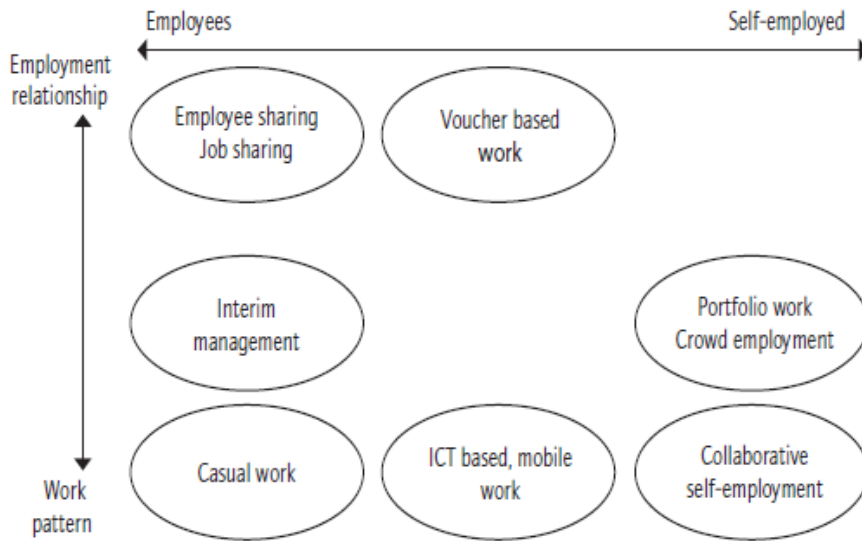 Employees
Self-employed
Employment
relationship
Employee sharing
Job sharing
Voucher based
work
Interim
management
Portfolio work
Crowd employment
Casual work
ICT based, mobile
work
Collaborative
self-employment
Work
pattern